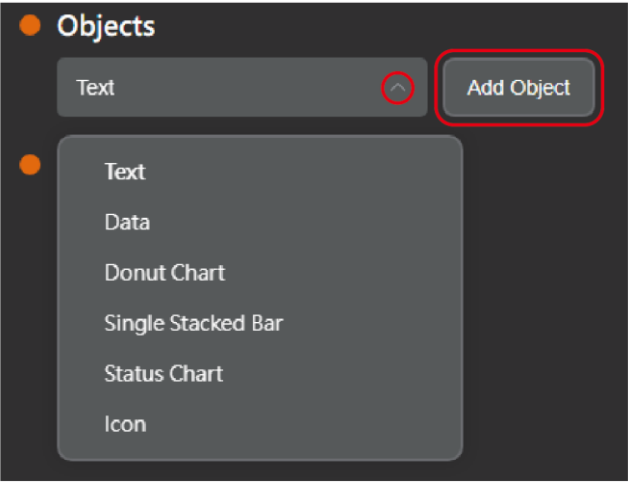 Objects
Text
Add Object
Text
Data
Donut Chart
Single Stacked Bar
Status Chart
Icon